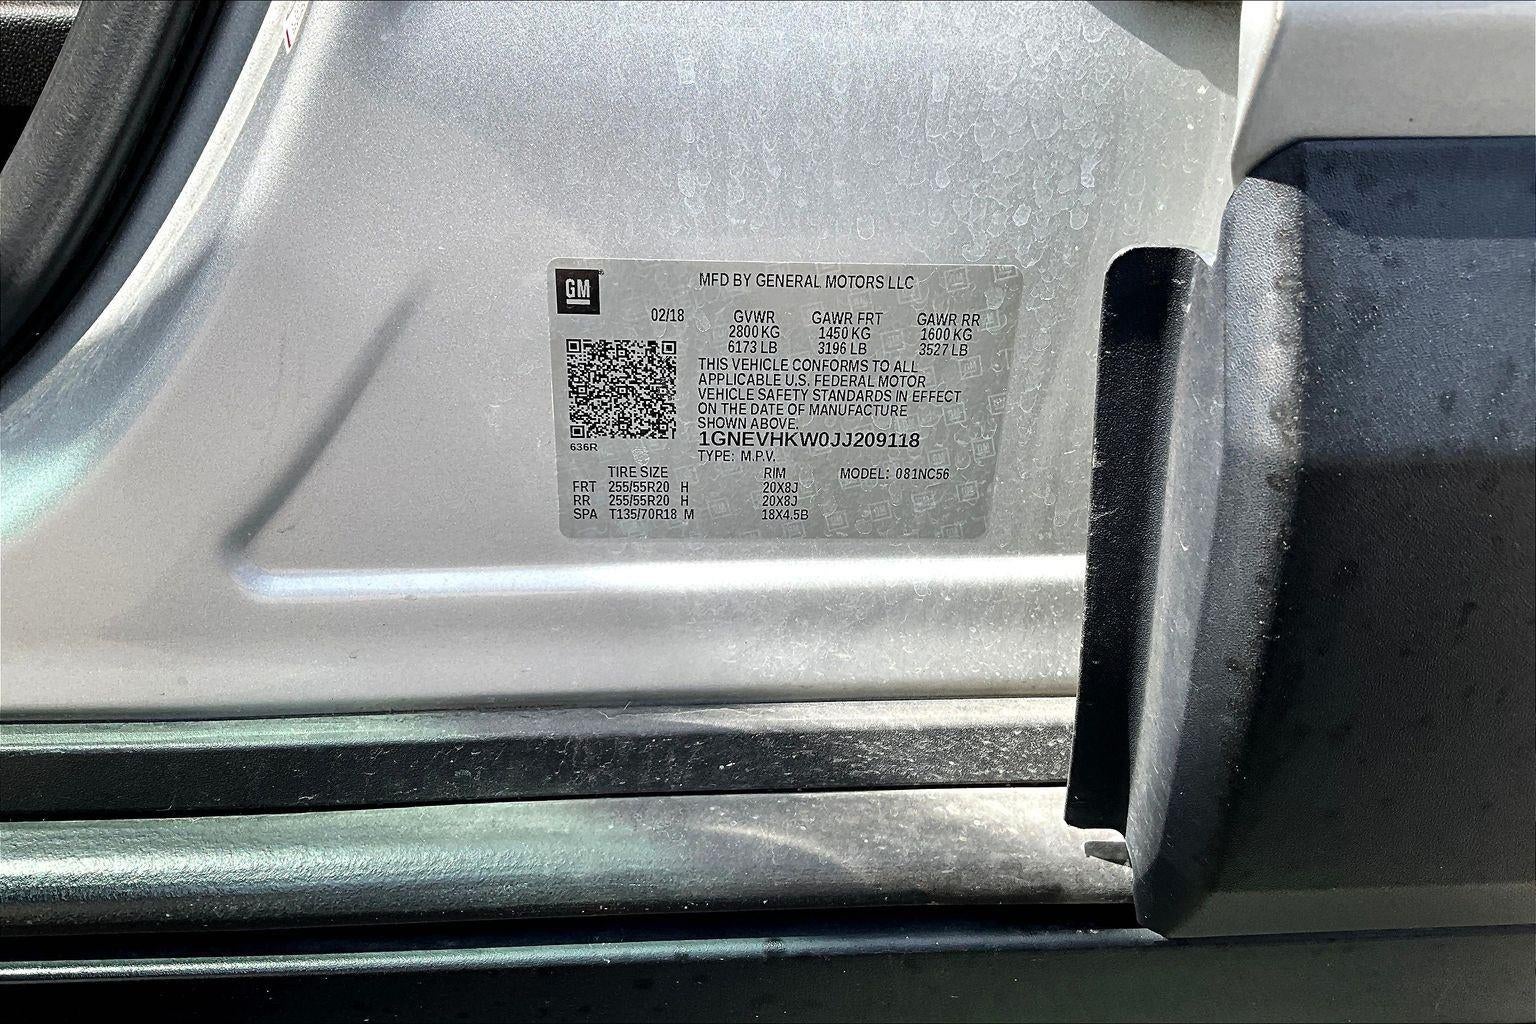 GM
MFD BY GENERAL MOTORS LLC
02/18 GVWR GAWR FRT GAWR RR
2800 KG 1450 KG 1600 KG
6173 LB 3196 LB 3527 LB
THIS VEHICLE CONFORMS TO ALL
APPLICABLE U.S. FEDERAL MOTOR
VEHICLE SAFETY STANDARDS IN EFFECT
ON THE DATE OF MANUFACTURE
SHOWN ABOVE.
636R
1GNEVHKW0JJ209118
TYPE: M.P.V.
TIRE SIZE RIM MODEL: 081NC56
FRT 255/55R20 H 20X8J
RR 255/55R20 H 20X8J
SPA T135/70R18 M 18X4.5B